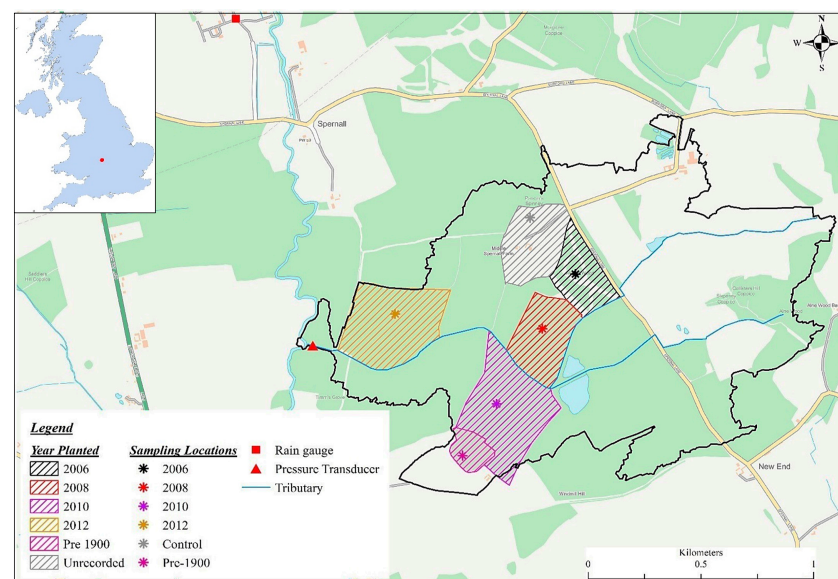 N
W E
S
Spernall
New End
Legend
Year Planted
2006
2008
2010
2012
Pre 1900
Unrecorded
Sampling Locations
2006
2008
2010
2012
Control
Pre-1900
Rain gauge
Pressure Transducer
Tributary
Kilometers
0 0.5 1